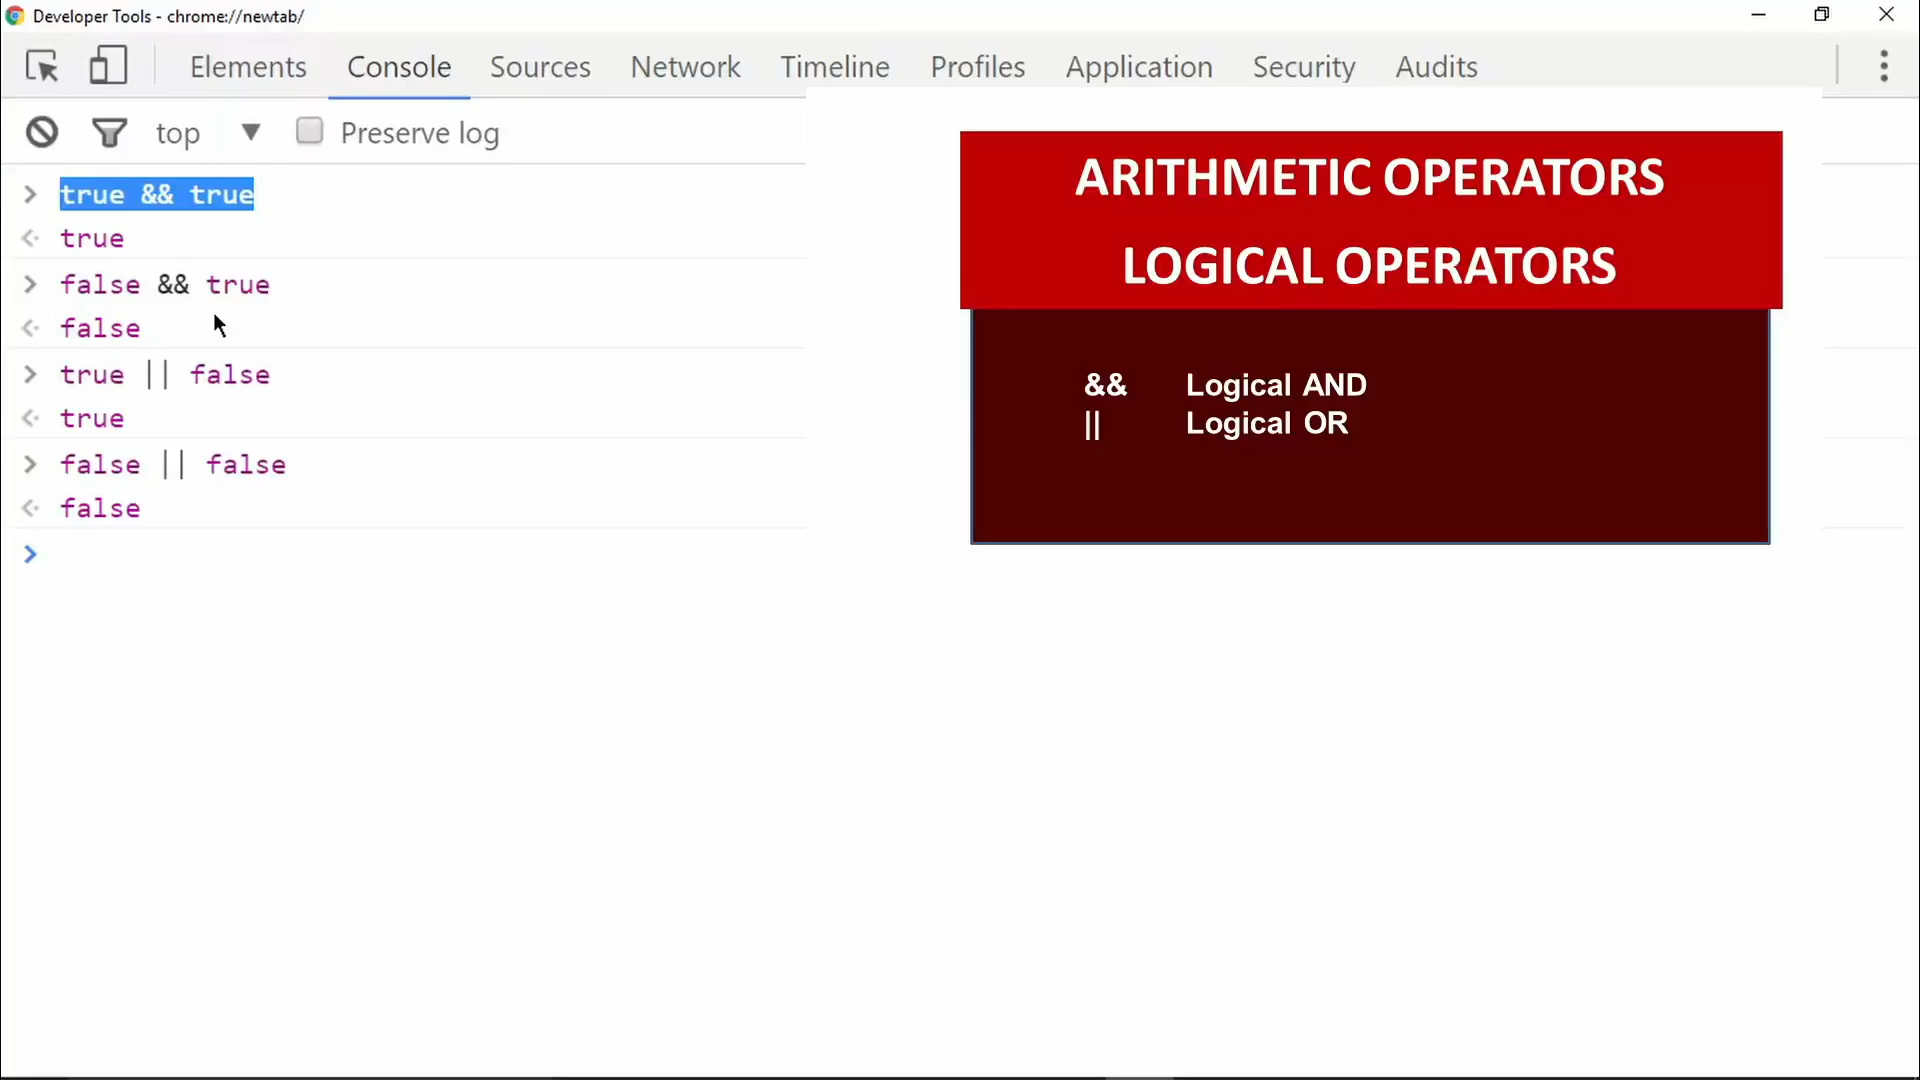 Developer Tools - chrome://newtab/
Elements Console Sources Network Timeline Profiles Application Security Audits
top Preserve log
> true && true
<· true
> false && true
<· false
> true || false
<· true
> false || false
<· false
>
ARITHMETIC OPERATORS
LOGICAL OPERATORS
&& Logical AND
|| Logical OR